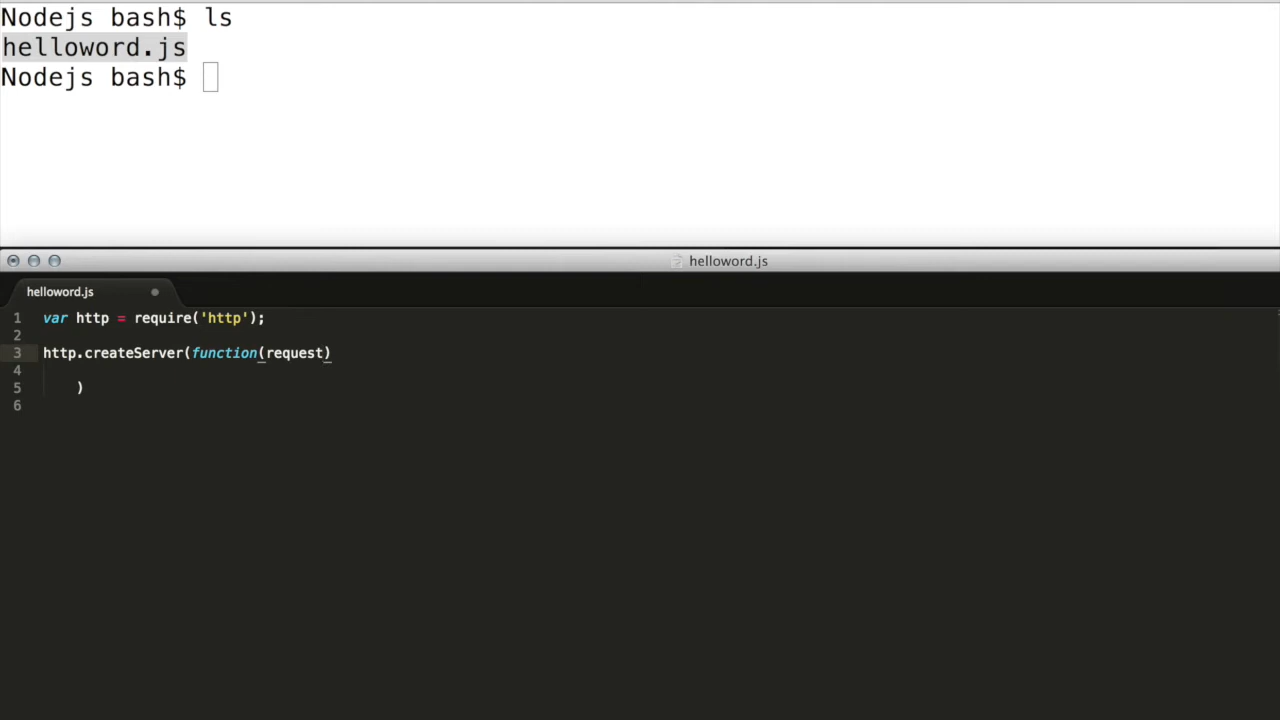 Nodejs bash$ ls
helloword.js
Nodejs bash$
helloword.js
helloword.js
1 var http = require('http');
2
3 http.createServer(function(request)
4
5 )
6